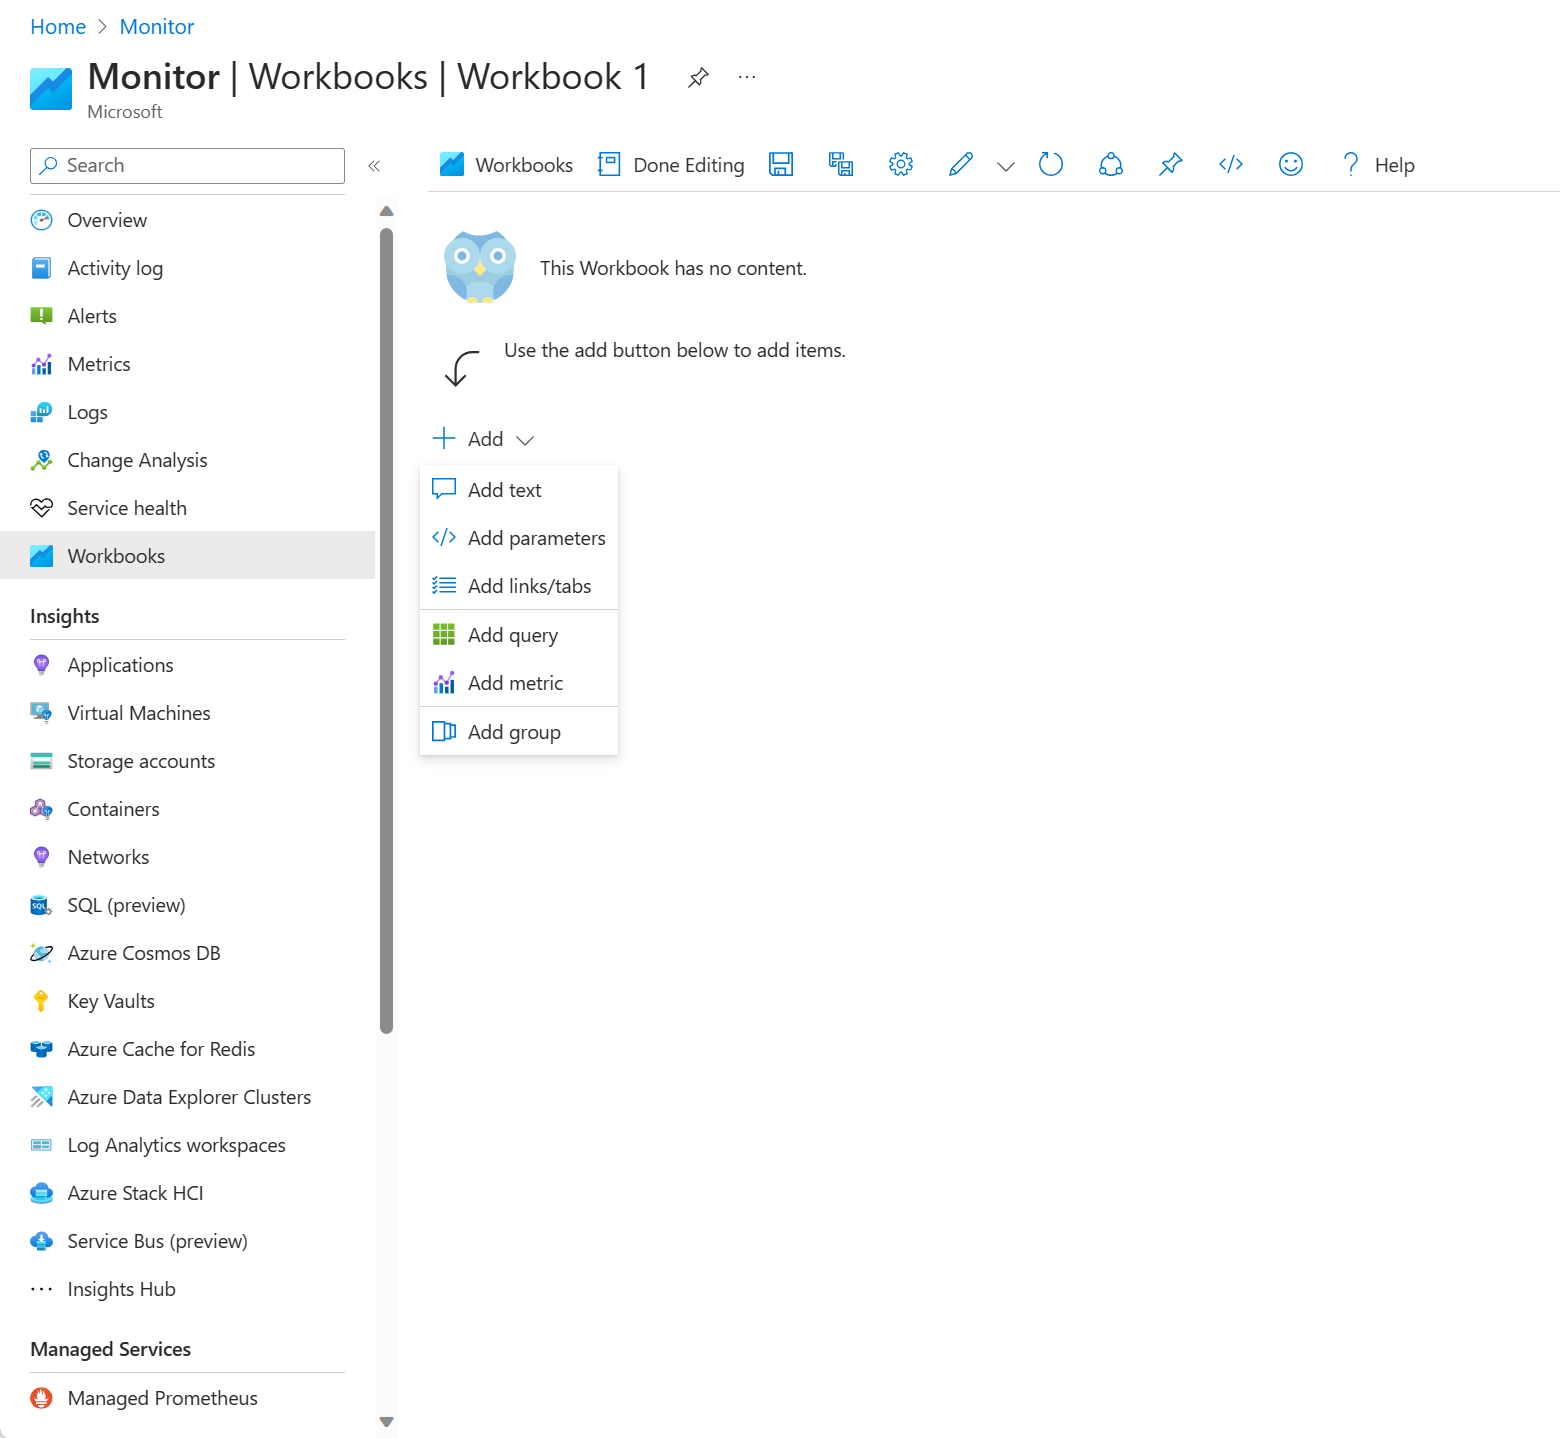 Home > Monitor
Monitor | Workbooks | Workbook 1
Microsoft
Search
Overview
Activity log
Alerts
Metrics
Logs
Change Analysis
Service health
Workbooks
Insights
Applications
Virtual Machines
Storage accounts
Containers
Networks
SQL (preview)
Azure Cosmos DB
Key Vaults
Azure Cache for Redis
Azure Data Explorer Clusters
Log Analytics workspaces
Azure Stack HCI
Service Bus (preview)
Insights Hub
Managed Services
Managed Prometheus
Workbooks Done Editing Help
This Workbook has no content.
Use the add button below to add items.
Add
Add text
Add parameters
Add links/tabs
Add query
Add metric
Add group